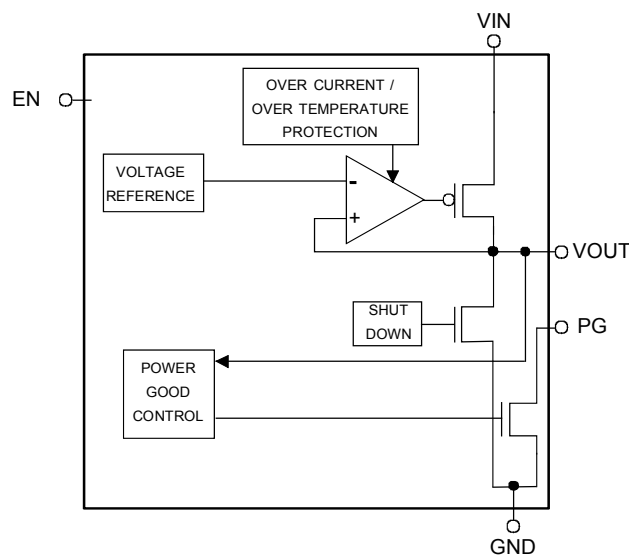 VIN
EN
OVER CURRENT /
OVER TEMPERATURE
PROTECTION
VOLTAGE
REFERENCE
-
+
VOUT
SHUT
DOWN
PG
POWER
GOOD
CONTROL
GND